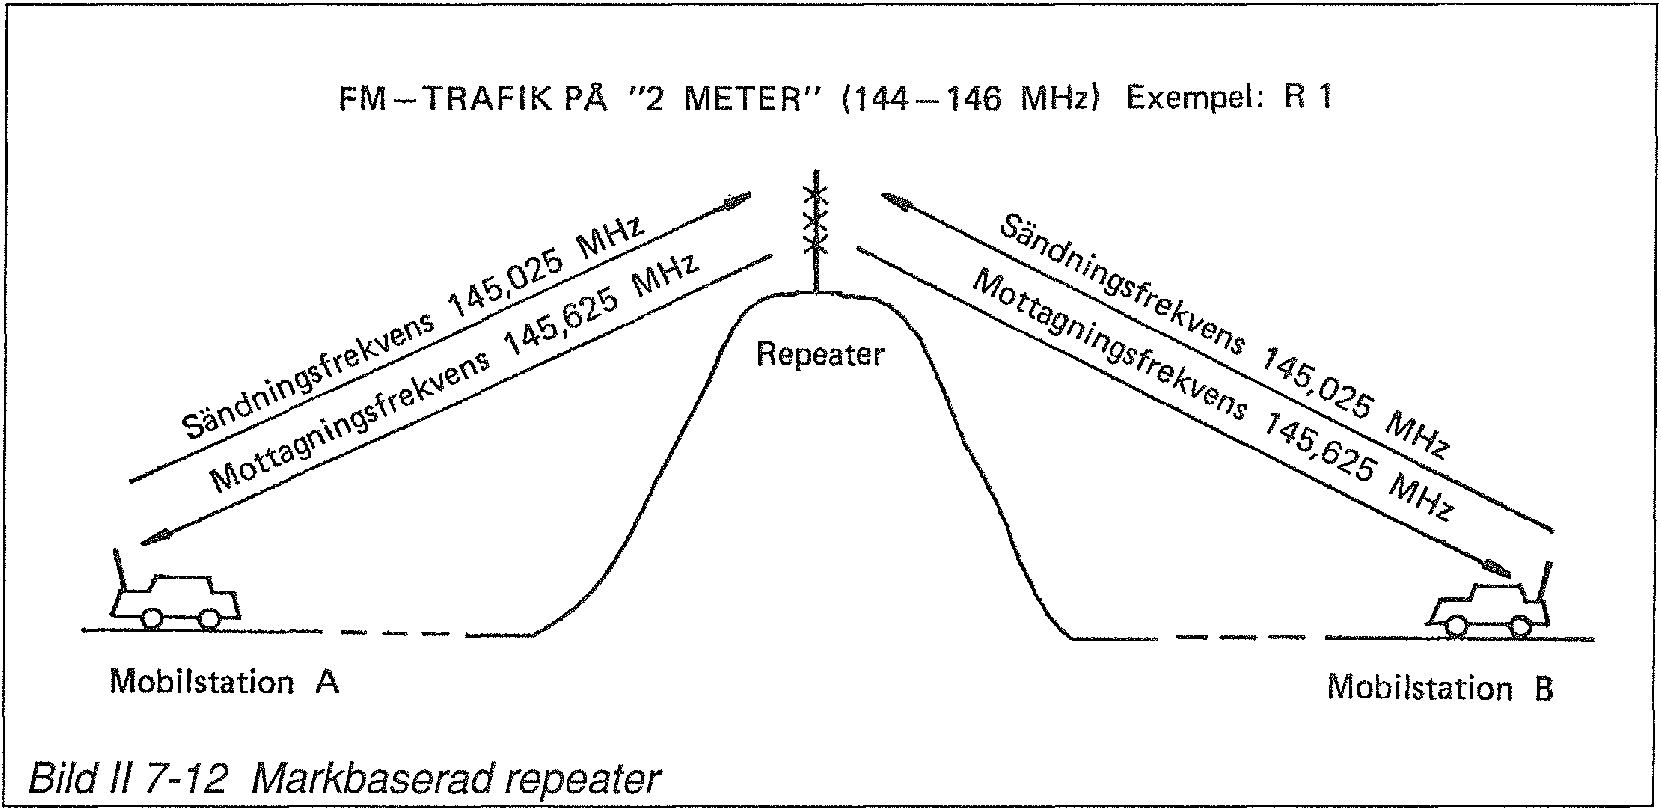 FM–TRAFIK PÅ "2 METER" (144–146 MHz) Exempel: R 1
Sändningsfrekvens 145,025 MHz
Mottagningsfrekvens 145,625 MHz
Sändningsfrekvens 145,025 MHz
Mottagningsfrekvens 145,625 MHz
Repeater
Mobilstation A
Mobilstation B
Bild II 7-12 Markbaserad repeater